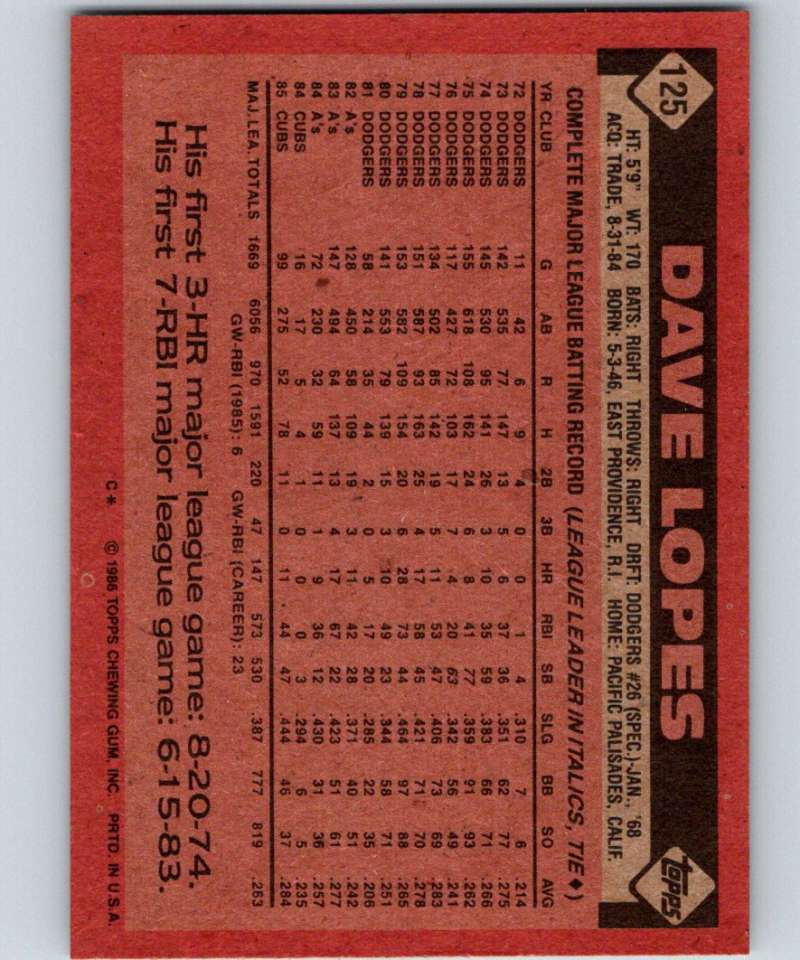 125
DAVE LOPES
TOPPS
HT: 5'9" WT: 170 BATS: RIGHT THROWS: RIGHT DRFT: DODGERS #26 (SPEC.)-JAN., '68
ACQ: TRADE, 8-31-84 BORN: 5-3-46, EAST PROVIDENCE, R.I. HOME: PACIFIC PALISADES, CALIF.
COMPLETE MAJOR LEAGUE BATTING RECORD (LEAGUE LEADER IN ITALICS, TIE♦)
YR CLUB G AB R H 2B 3B HR RBI SB SLG BB SO AVG
72 DODGERS 11 42 6 9 4 0 0 1 4 .310 7 6 .214
73 DODGERS 142 535 77 147 13 5 6 37 36 .351 62 77 .275
74 DODGERS 145 530 95 141 26 3 10 35 59 .383 66 71 .266
75 DODGERS 155 618 108 162 24 6 8 41 77 .359 91 93 .262
76 DODGERS 117 427 72 103 17 7 4 20 63 .342 56 49 .241
77 DODGERS 134 502 85 142 19 5 11 53 47 .406 73 69 .283
78 DODGERS 151 587 93 163 25 4 17 58 45 .421 71 70 .278
79 DODGERS 153 582 109 154 20 6 28 73 44 .464 97 88 .265
80 DODGERS 141 553 79 139 15 3 10 49 23 .344 58 71 .251
81 DODGERS 58 214 35 44 2 0 5 17 20 .285 22 35 .206
82 A's 128 450 58 109 19 3 11 42 28 .371 40 51 .242
83 A's 147 494 64 137 13 4 17 67 22 .423 51 61 .277
84 A's 72 230 32 59 11 1 9 36 12 .430 31 36 .257
84 CUBS 16 17 5 4 1 0 0 0 3 .294 6 5 .235
85 CUBS 99 275 52 78 11 0 11 44 47 .444 46 37 .284
MAJ. LEA. TOTALS 1669 6056 970 1591 220 47 147 573 530 .387 777 819 .263
GW-RBI (1985): 6 GW-RBI (CAREER): 23
His first 3-HR major league game: 8-20-74.
His first 7-RBI major league game: 6-15-83.
C* © 1986 TOPPS CHEWING GUM, INC. PRTD. IN U.S.A.